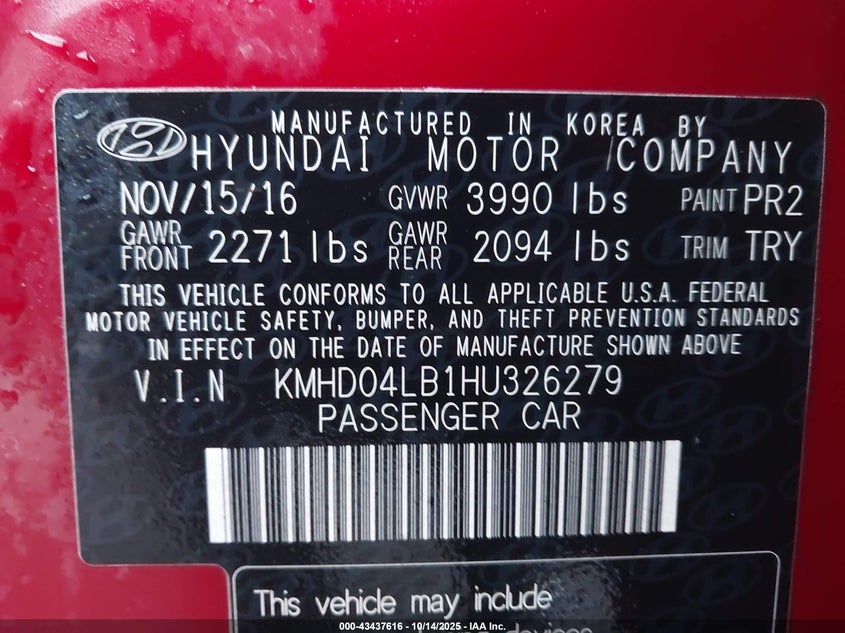 MANUFACTURED IN KOREA BY
HYUNDAI MOTOR COMPANY
NOV/15/16 GVWR 3990 lbs PAINT PR2
GAWR FRONT 2271 lbs GAWR REAR 2094 lbs TRIM TRY
THIS VEHICLE CONFORMS TO ALL APPLICABLE U.S.A. FEDERAL
MOTOR VEHICLE SAFETY, BUMPER, AND THEFT PREVENTION STANDARDS
IN EFFECT ON THE DATE OF MANUFACTURE SHOWN ABOVE
V.I.N KMHD04LB1HU326279
PASSENGER CAR
This vehicle may include
000-43437616 - 10/14/2025 - IAA Inc.